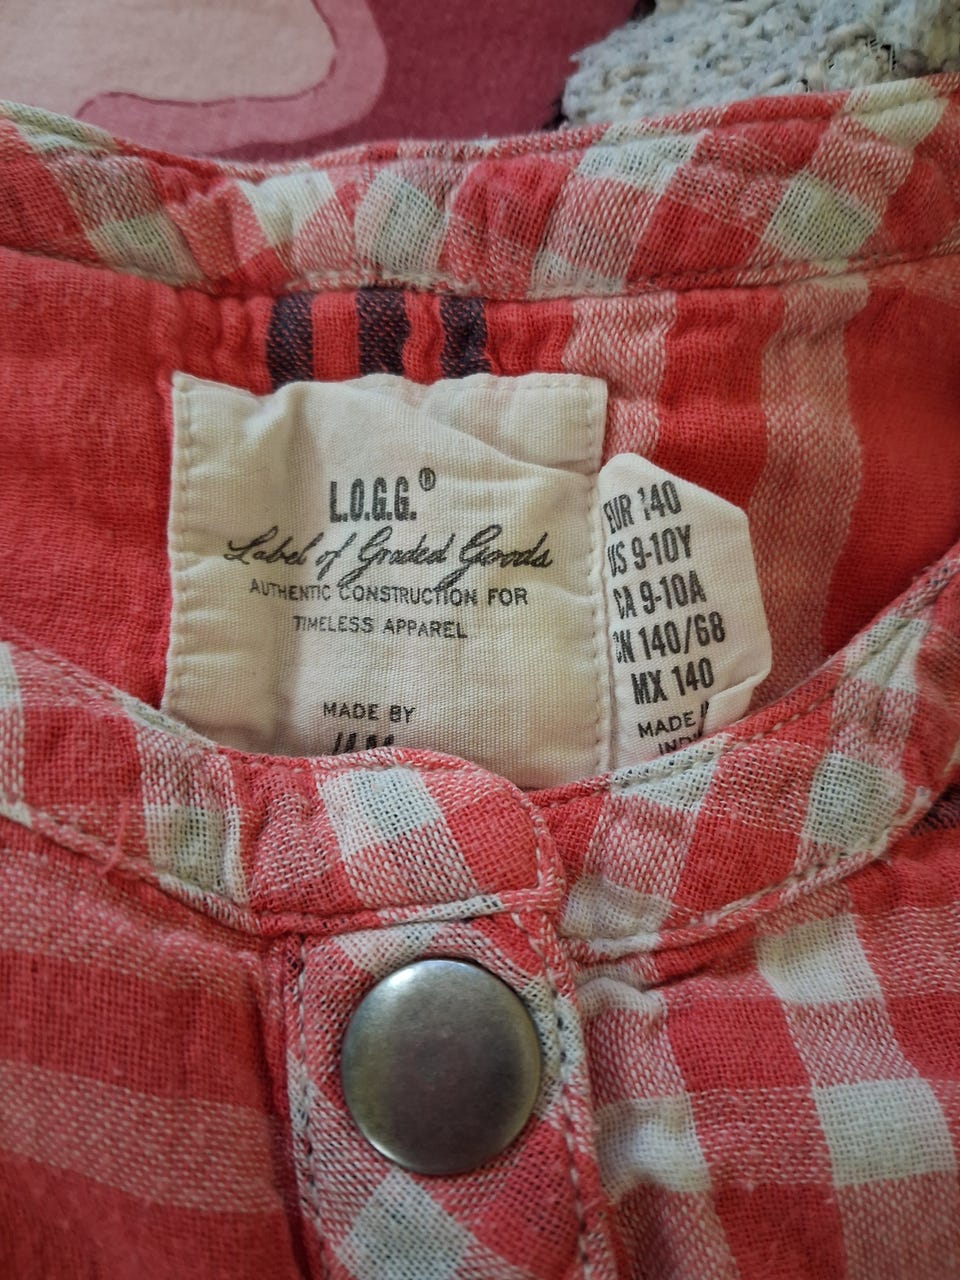 L.O.G.G.®
Label of Graded Goods
AUTHENTIC CONSTRUCTION FOR
TIMELESS APPAREL
MADE BY
EUR 140
US 9-10Y
CA 9-10A
CN 140/68
MX 140
MADE